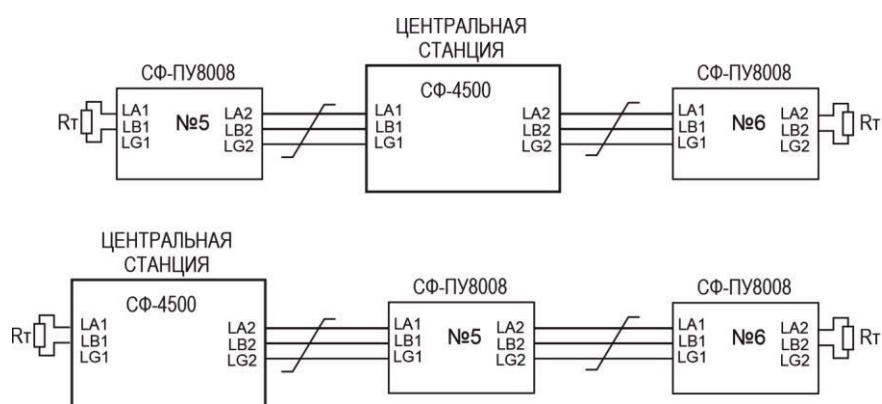 ЦЕНТРАЛЬНАЯ
СТАНЦИЯ
СФ-ПУ8008
СФ-4500
СФ-ПУ8008
Rт
LA1
LB1
LG1
№5
LA2
LB2
LG2
LA1
LB1
LG1
LA2
LB2
LG2
LA1
LB1
LG1
№6
LA2
LB2
LG2
Rт
ЦЕНТРАЛЬНАЯ
СТАНЦИЯ
СФ-4500
СФ-ПУ8008
СФ-ПУ8008
Rт
LA1
LB1
LG1
LA2
LB2
LG2
LA1
LB1
LG1
№5
LA2
LB2
LG2
LA1
LB1
LG1
№6
LA2
LB2
LG2
Rт